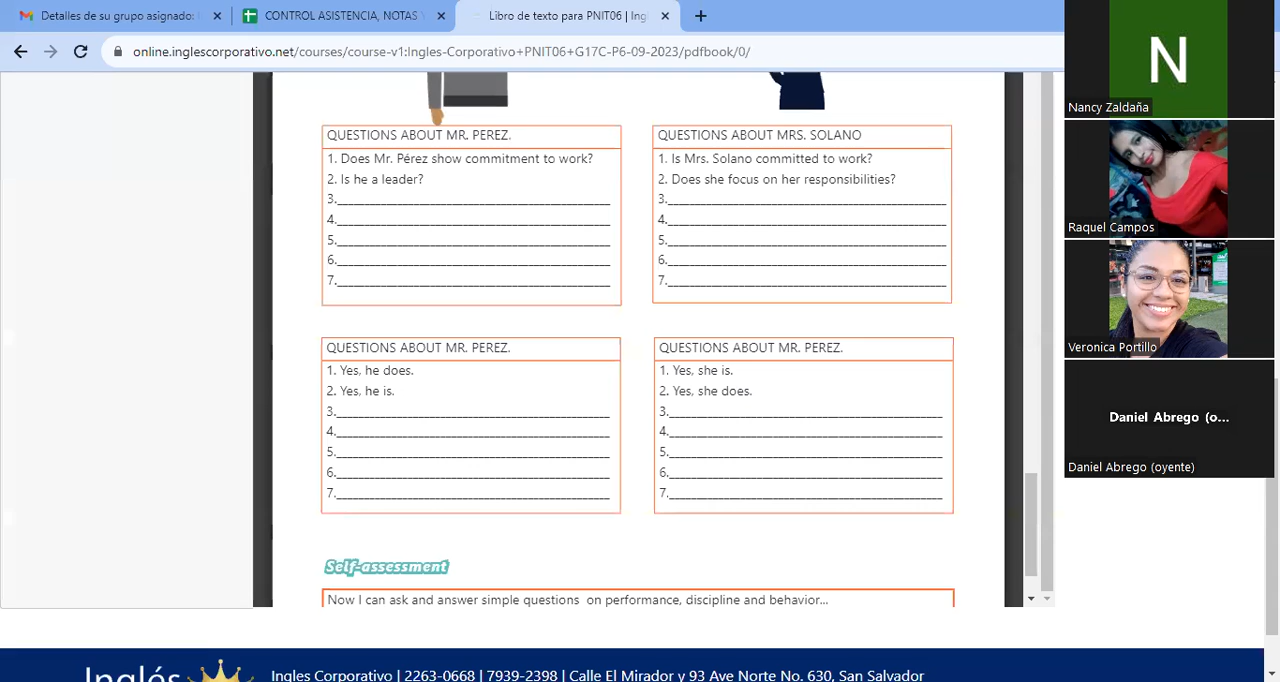 Detalles de su grupo asignado:
CONTROL ASISTENCIA, NOTAS Y
Libro de texto para PNIT06 | Ing
online.inglescorporativo.net/courses/course-v1:Ingles-Corporativo+PNIT06+G17C-P6-09-2023/pdfbook/0/
N
Nancy Zaldaña
Raquel Campos
Veronica Portillo
Daniel Abrego (o...
Daniel Abrego (oyente)
QUESTIONS ABOUT MR. PEREZ.
1. Does Mr. Pérez show commitment to work?
2. Is he a leader?
3.
4.
5.
6.
7.
QUESTIONS ABOUT MRS. SOLANO
1. Is Mrs. Solano committed to work?
2. Does she focus on her responsibilities?
3.
4.
5.
6.
7.
QUESTIONS ABOUT MR. PEREZ.
1. Yes, he does.
2. Yes, he is.
3.
4.
5.
6.
7.
QUESTIONS ABOUT MR. PEREZ.
1. Yes, she is.
2. Yes, she does.
3.
4.
5.
6.
7.
Self-assessment
Now I can ask and answer simple questions on performance, discipline and behavior...
Inglés
Ingles Corporativo | 2263-0668 | 7939-2398 | Calle El Mirador y 93 Ave Norte No. 630, San Salvador